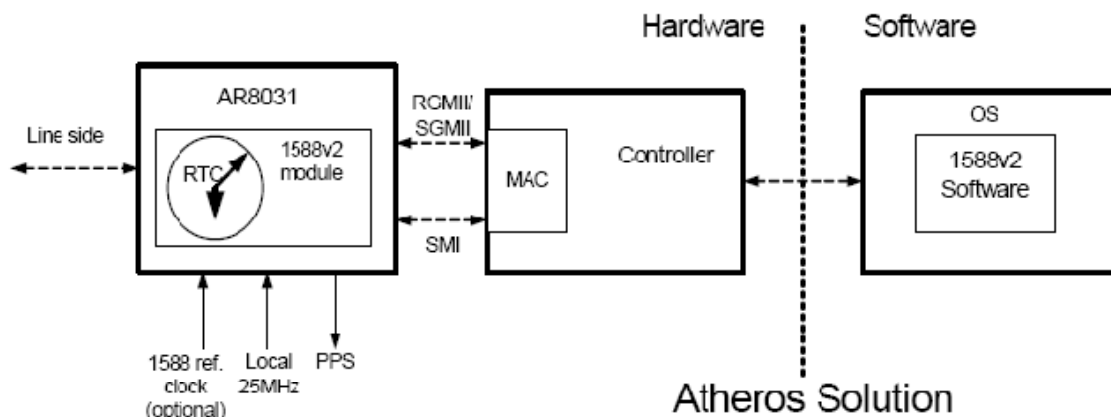 Hardware
Software
AR8031
RGMII/
SGMII
OS
Line side
1588v2
module
RTC
Controller
1588v2
Software
MAC
SMI
1588 ref.
clock
(optional)
Local
25MHz
PPS
Atheros Solution